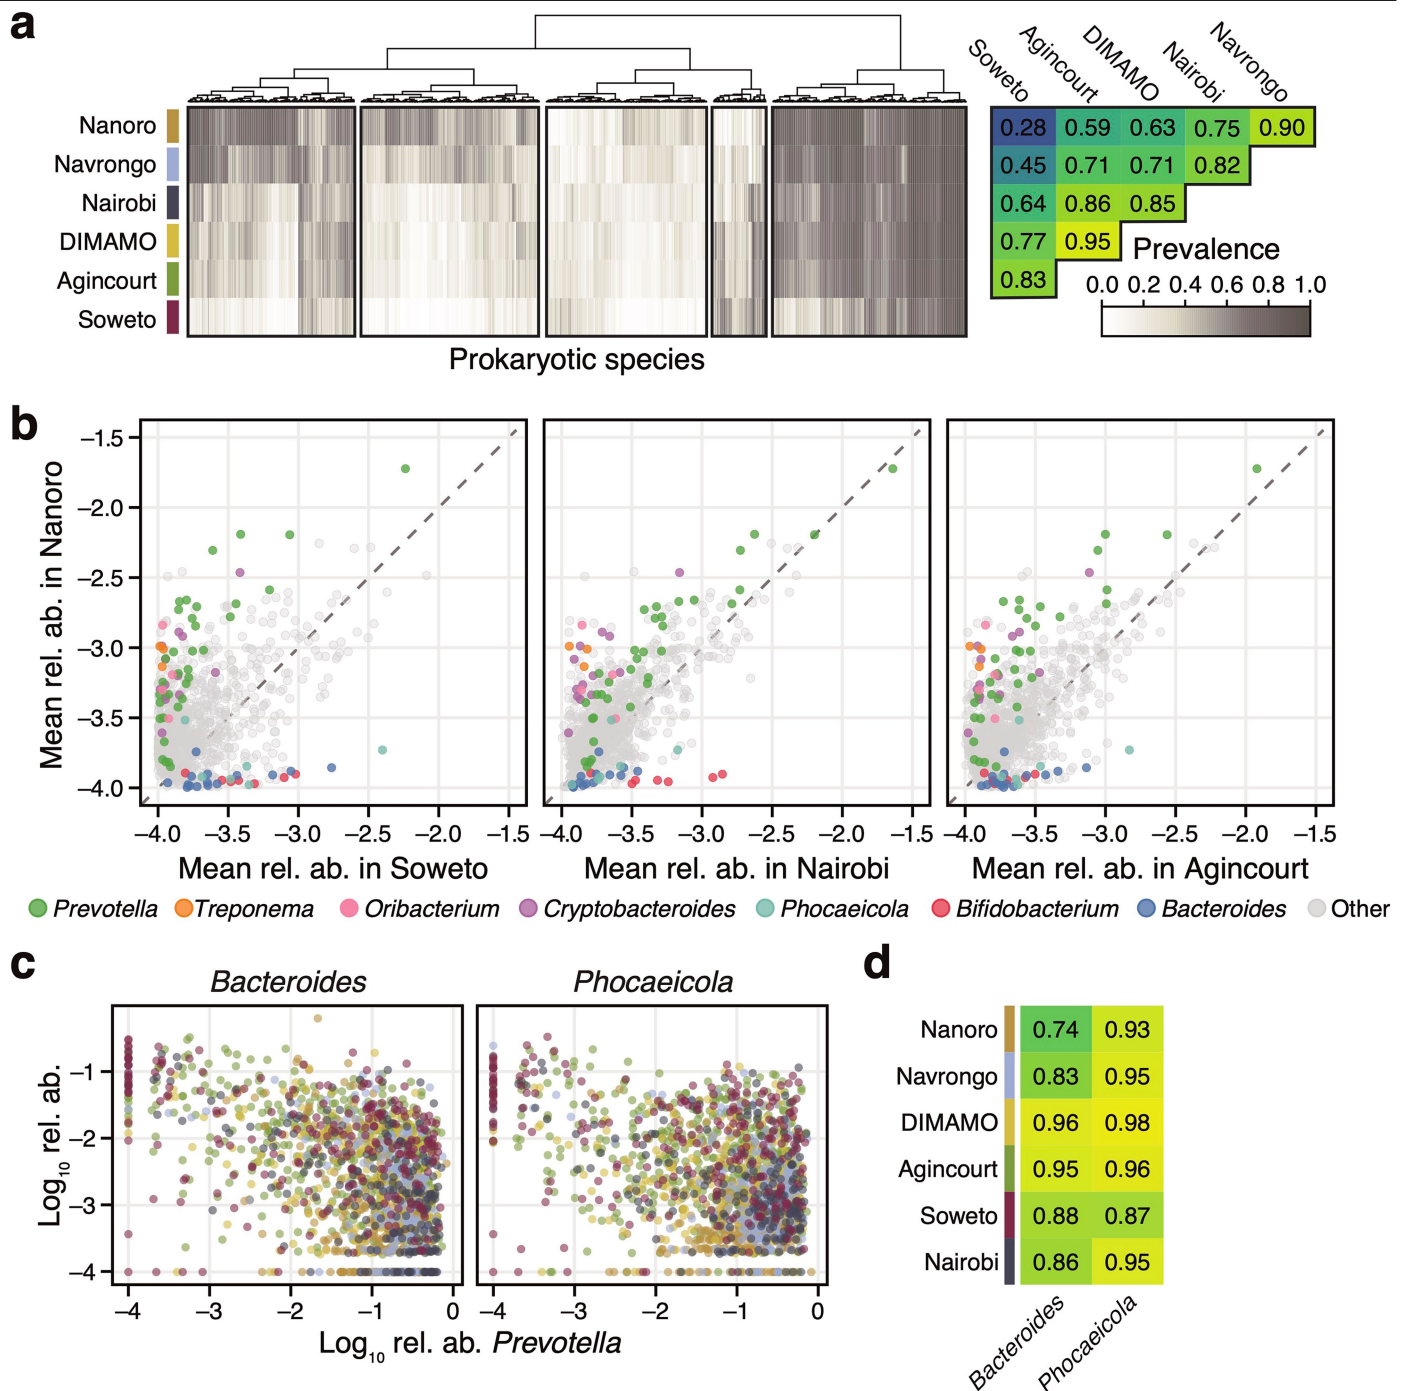 a
Soweto
Agincourt
DIMAMO
Nairobi
Navrongo
Nanoro
Navrongo
Nairobi
DIMAMO
Agincourt
Soweto
Prokaryotic species
0.28 0.59 0.63 0.75 0.90
0.45 0.71 0.71 0.82
0.64 0.86 0.85
0.77 0.95
0.83
Prevalence
0.0 0.2 0.4 0.6 0.8 1.0
b
Mean rel. ab. in Nanoro
−1.5
−2.0
−2.5
−3.0
−3.5
−4.0
−4.0 −3.5 −3.0 −2.5 −2.0 −1.5
Mean rel. ab. in Soweto
−4.0 −3.5 −3.0 −2.5 −2.0 −1.5
Mean rel. ab. in Nairobi
−4.0 −3.5 −3.0 −2.5 −2.0 −1.5
Mean rel. ab. in Agincourt
Prevotella Treponema Oribacterium Cryptobacteroides Phocaeicola Bifidobacterium Bacteroides Other
c
Bacteroides
Phocaeicola
Log10 rel. ab.
−1
−2
−3
−4
−4 −3 −2 −1 0
−4 −3 −2 −1 0
Log10 rel. ab. Prevotella
d
Nanoro 0.74 0.93
Navrongo 0.83 0.95
DIMAMO 0.96 0.98
Agincourt 0.95 0.96
Soweto 0.88 0.87
Nairobi 0.86 0.95
Bacteroides
Phocaeicola